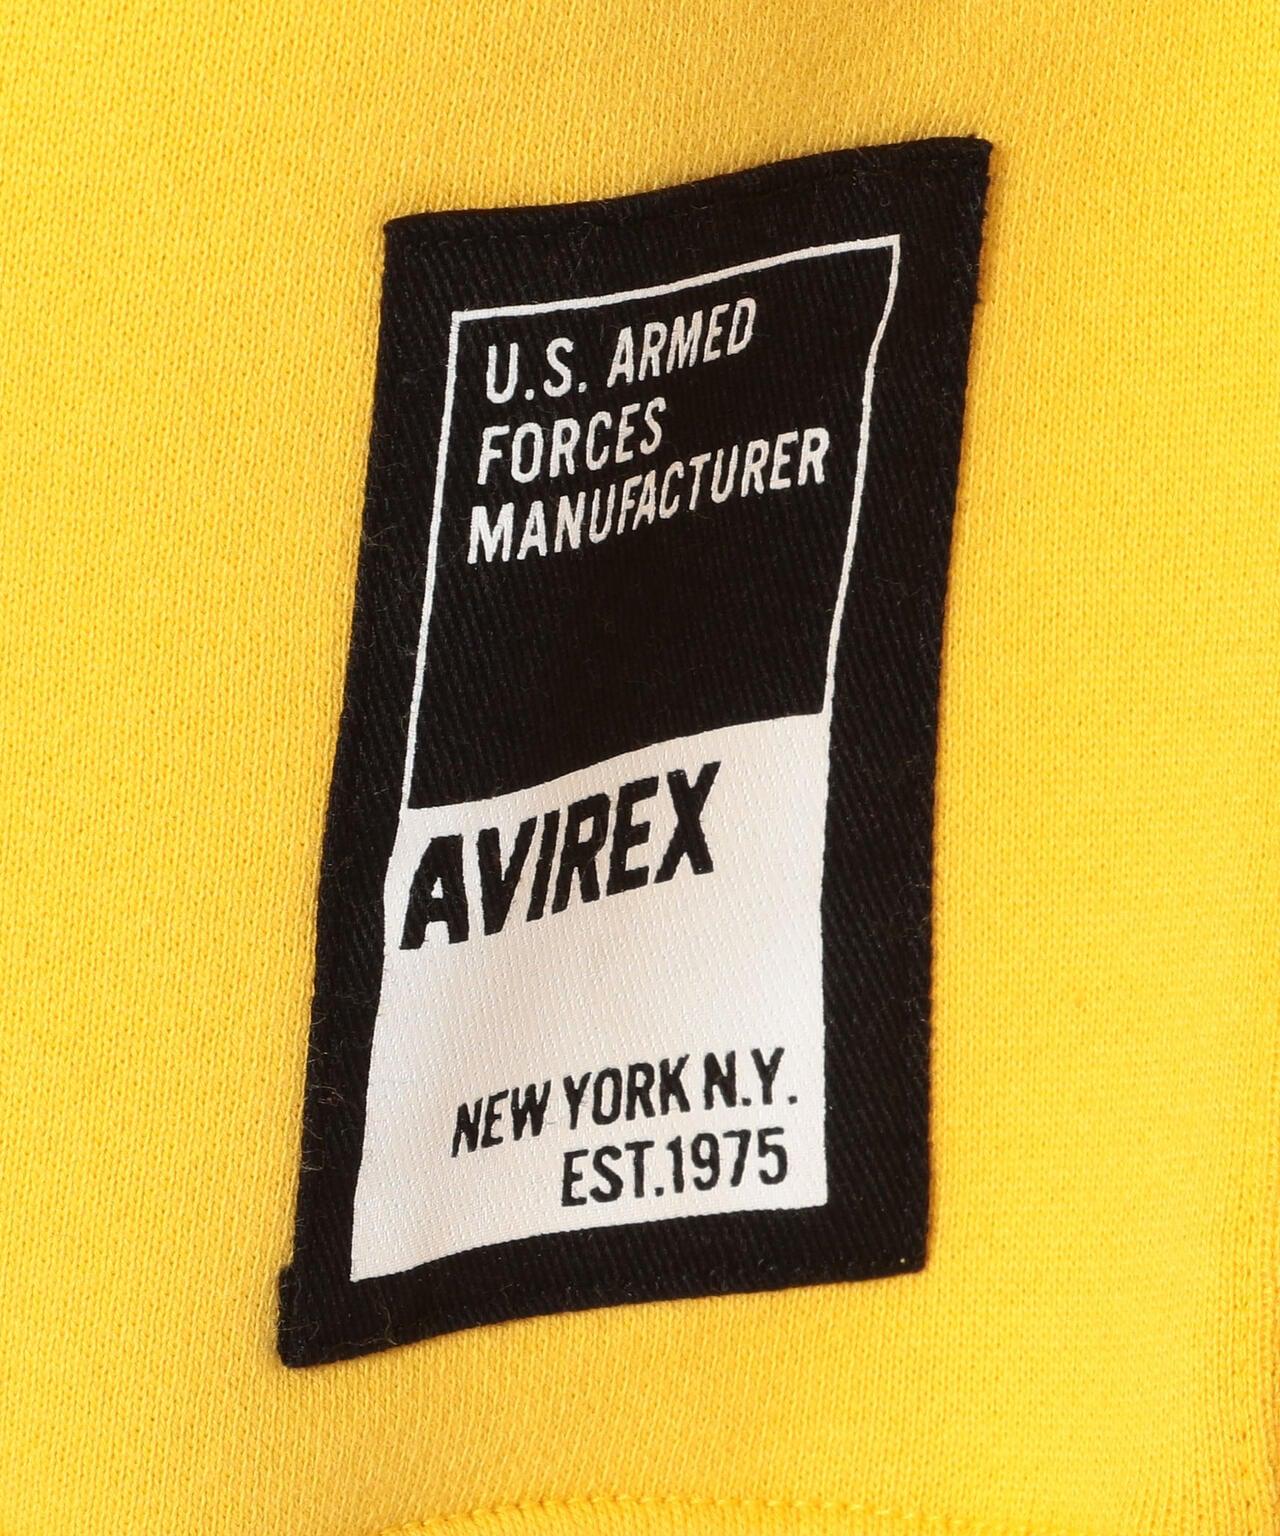 U.S. ARMED
FORCES
MANUFACTURER
AVIREX
NEW YORK N.Y.
EST.1975